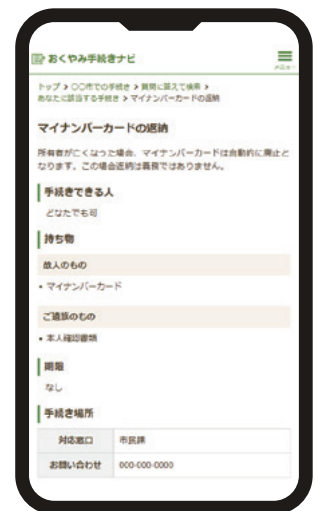 おくやみ手続きナビ
メニュー
トップ > 〇〇市での手続き > 質問に答えて検索 >
あなたに該当する手続き > マイナンバーカードの返納
マイナンバーカードの返納
所有者が亡くなった場合、マイナンバーカードは自動的に廃止と
なります。この場合返納は義務ではありません。
手続きできる人
どなたでも可
持ち物
故人のもの
・マイナンバーカード
ご遺族のもの
・本人確認書類
期限
なし
手続き場所
対応窓口 市民課
お問い合わせ 000-000-0000